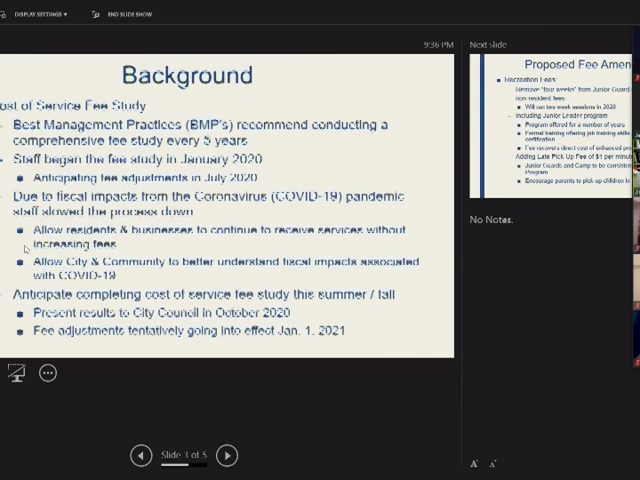 DISPLAY SETTINGS ▾ END SLIDE SHOW
9:36 PM
Background
ost of Service Fee Study
Best Management Practices (BMP's) recommend conducting a
comprehensive fee study every 5 years
Staff began the fee study in January 2020
Anticipating fee adjustments in July 2020
Due to fiscal impacts from the Coronavirus (COVID-19) pandemic
staff slowed the process down
Allow residents & businesses to continue to receive services without
increasing fees
Allow City & Community to better understand fiscal impacts associated
with COVID-19
Anticipate completing cost of service fee study this summer / fall
Present results to City Council in October 2020
Fee adjustments tentatively going into effect Jan. 1, 2021
Slide 3 of 5
Next slide
Proposed Fee Amen
Recreation Fees:
Remove "four weeks" from Junior Guard
non resident fees
Will run two week sessions in 2020
Including Junior Leader program
Program offered for a number of years
Formal training offering job training skills
certification
Fee recovers direct cost of enhanced pro
Adding Late Pick Up Fee of $1 per minut
Junior Guards and Camp to be consiste
Program
Encourage parents to pick up children in
No Notes.
A A